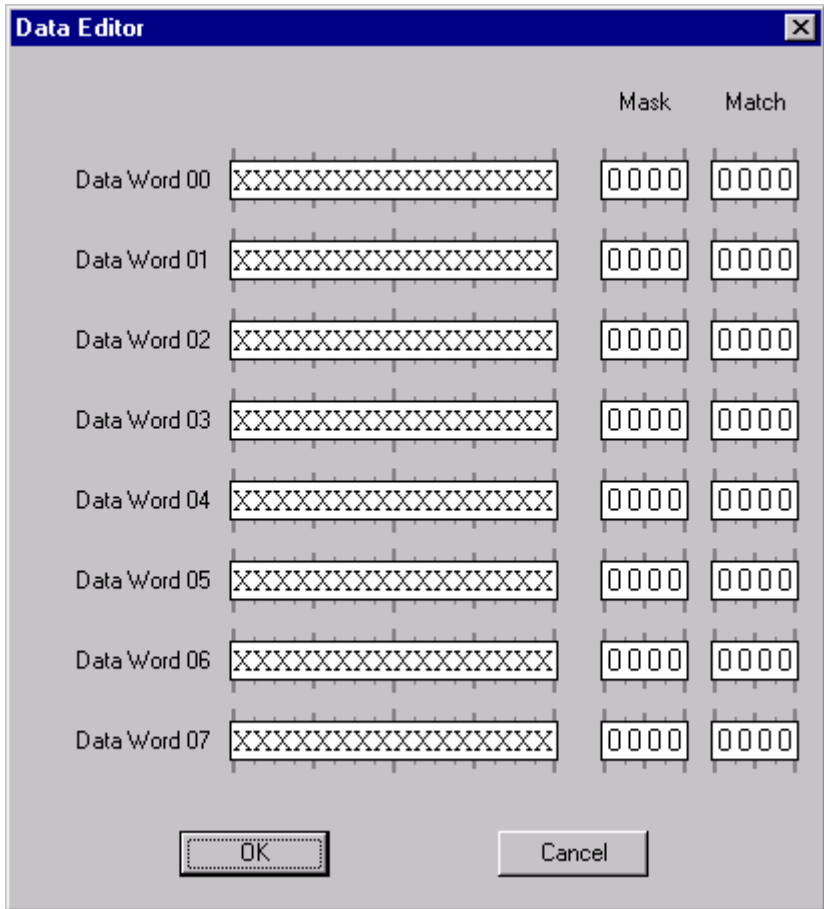 Data Editor
Mask Match
Data Word 00 XXXXXXXXXXXXXXXX 0000 0000
Data Word 01 XXXXXXXXXXXXXXXX 0000 0000
Data Word 02 XXXXXXXXXXXXXXXX 0000 0000
Data Word 03 XXXXXXXXXXXXXXXX 0000 0000
Data Word 04 XXXXXXXXXXXXXXXX 0000 0000
Data Word 05 XXXXXXXXXXXXXXXX 0000 0000
Data Word 06 XXXXXXXXXXXXXXXX 0000 0000
Data Word 07 XXXXXXXXXXXXXXXX 0000 0000
OK Cancel